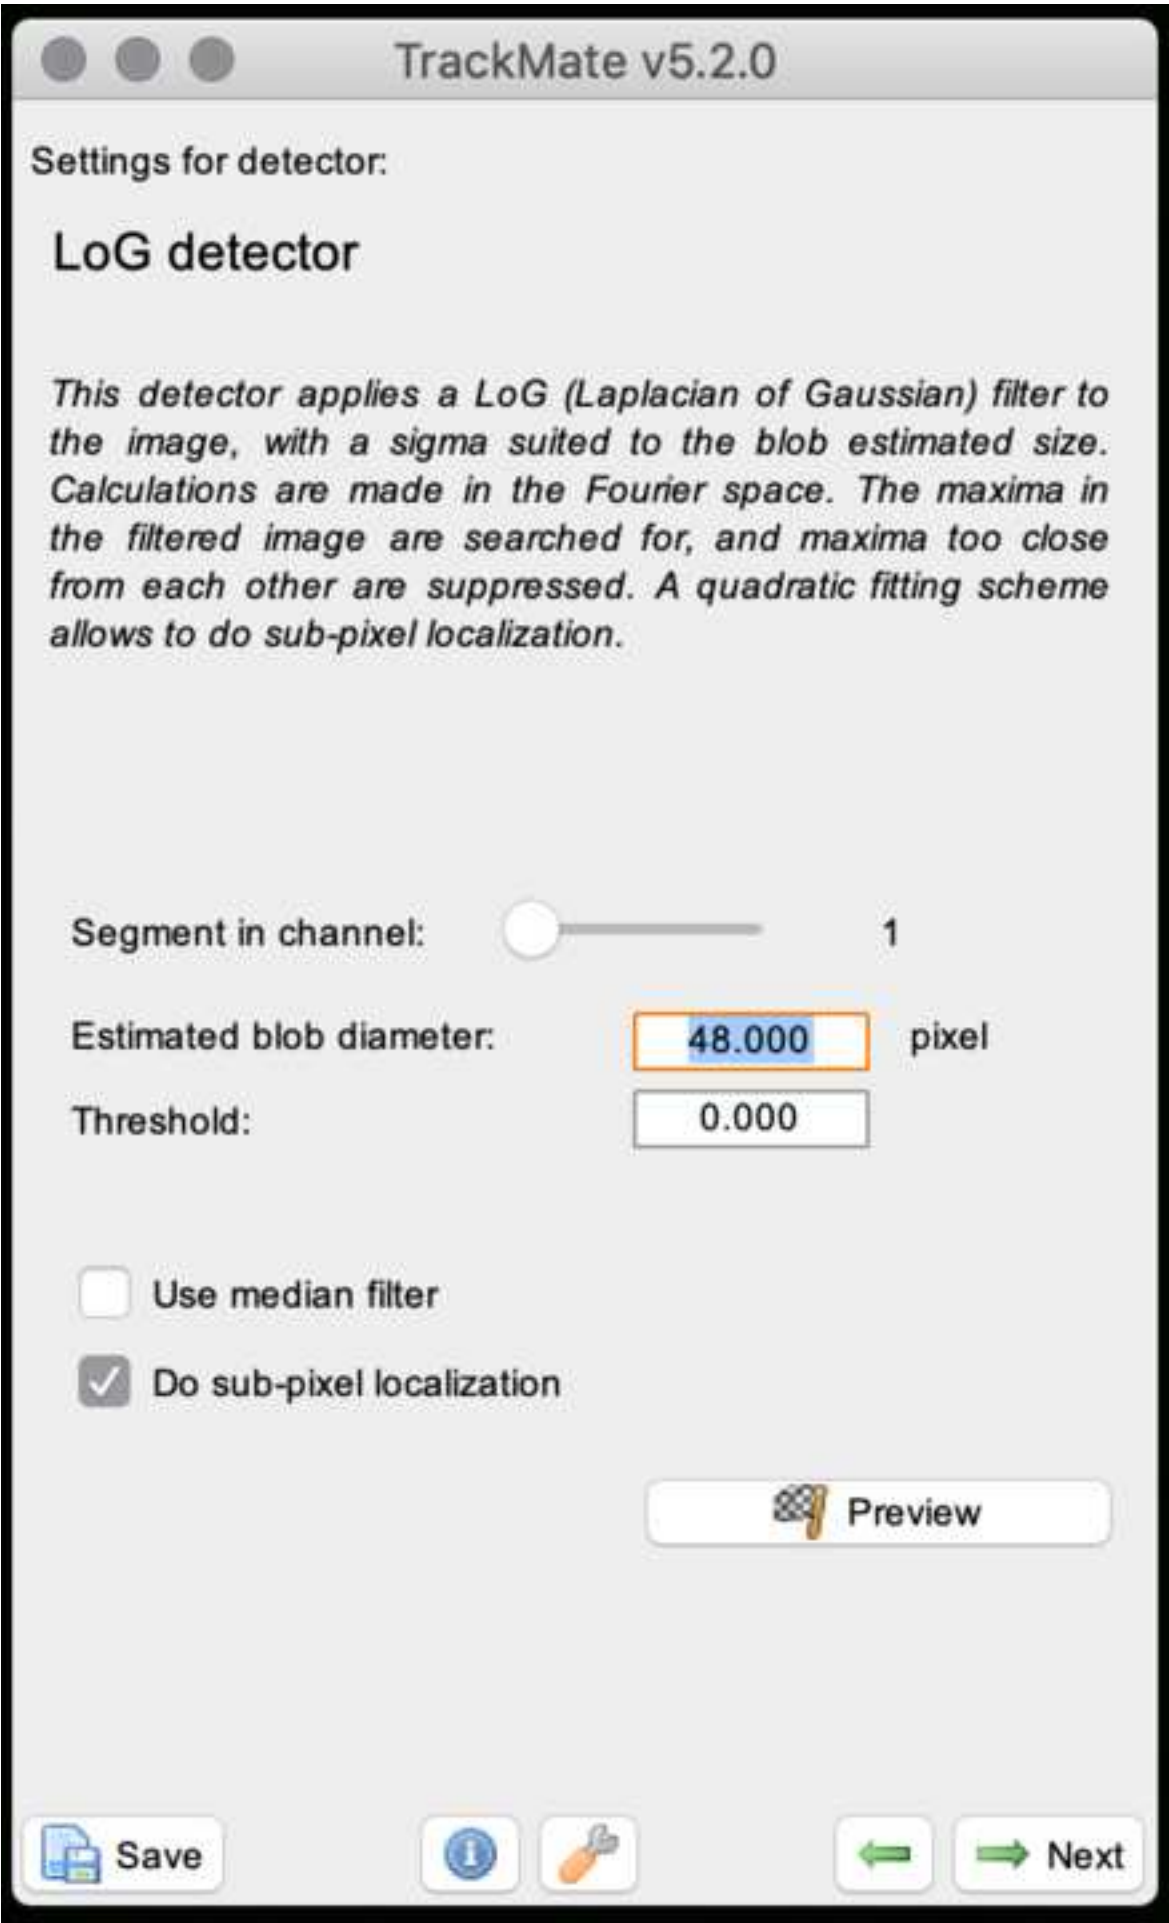 TrackMate v5.2.0
Settings for detector:
LoG detector
This detector applies a LoG (Laplacian of Gaussian) filter to
the image, with a sigma suited to the blob estimated size.
Calculations are made in the Fourier space. The maxima in
the filtered image are searched for, and maxima too close
from each other are suppressed. A quadratic fitting scheme
allows to do sub-pixel localization.
Segment in channel: 1
Estimated blob diameter: 48.000 pixel
Threshold: 0.000
Use median filter
Do sub-pixel localization
Preview
Save Next